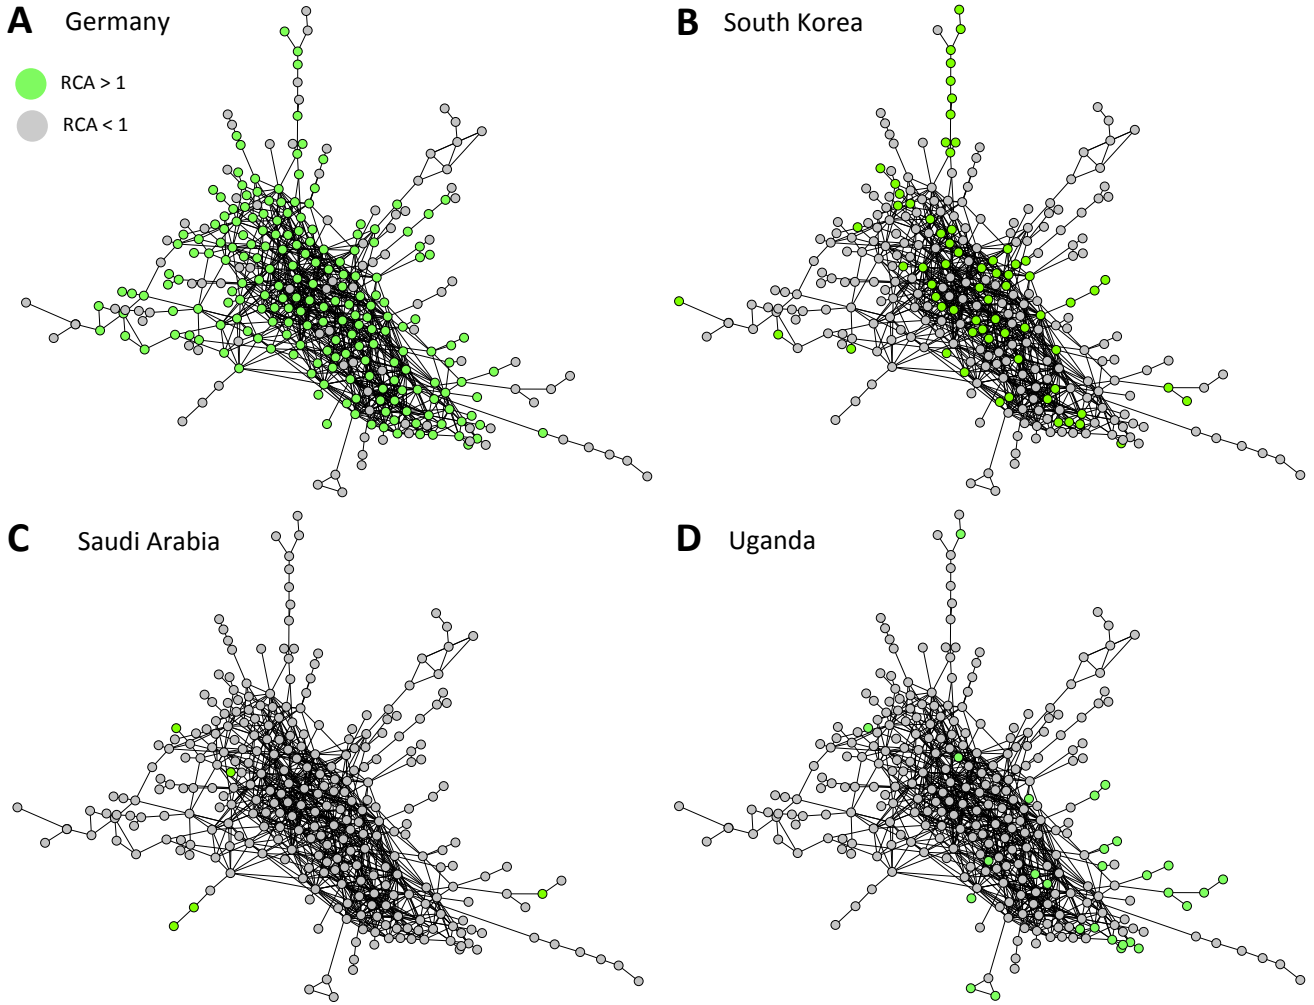 A Germany
B South Korea
RCA > 1
RCA < 1
C Saudi Arabia
D Uganda